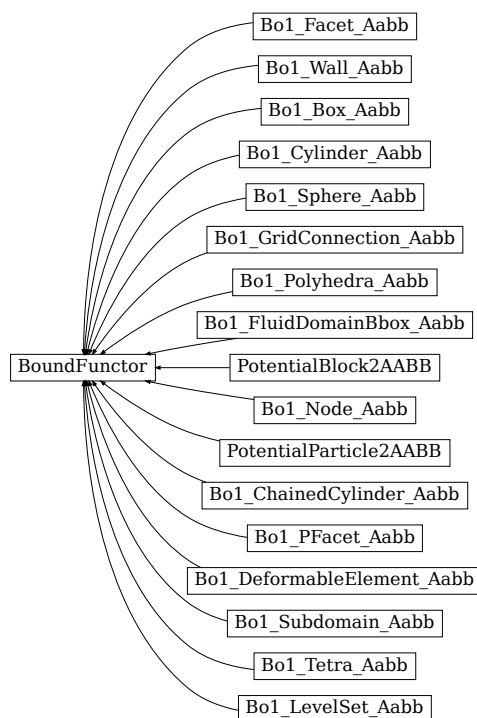 Bo1_Facet_Aabb
Bo1_Wall_Aabb
Bo1_Box_Aabb
Bo1_Cylinder_Aabb
Bo1_Sphere_Aabb
Bo1_GridConnection_Aabb
Bo1_Polyhedra_Aabb
Bo1_FluidDomainBbox_Aabb
BoundFunctor
PotentialBlock2AABB
Bo1_Node_Aabb
PotentialParticle2AABB
Bo1_ChainedCylinder_Aabb
Bo1_PFacet_Aabb
Bo1_DeformableElement_Aabb
Bo1_Subdomain_Aabb
Bo1_Tetra_Aabb
Bo1_LevelSet_Aabb